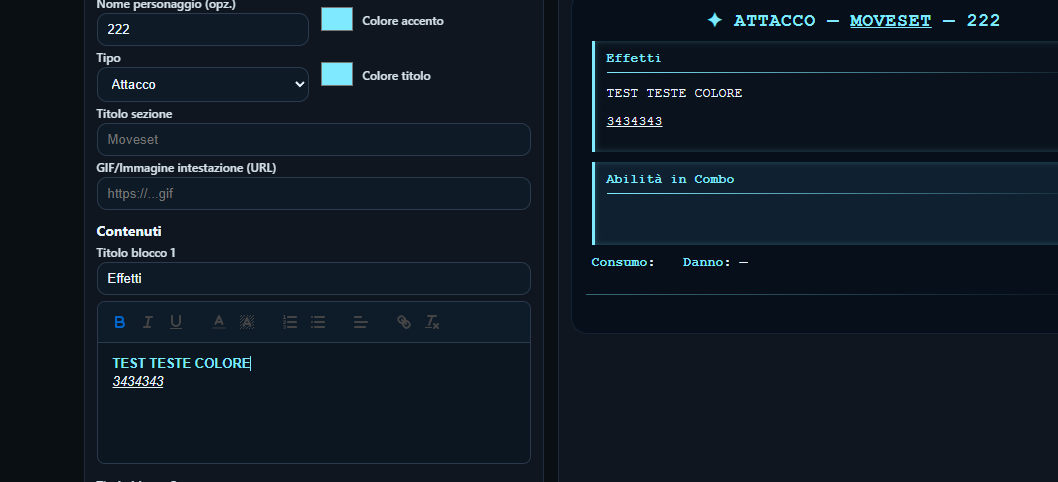 Nome personaggio (opz.)
222
Colore accento
Tipo
Attacco
Colore titolo
Titolo sezione
Moveset
GIF/Immagine intestazione (URL)
https://...gif
Contenuti
Titolo blocco 1
Effetti
B I U A A
TEST TESTE COLORE
3434343
✦ ATTACCO — MOVESET — 222
Effetti
TEST TESTE COLORE
3434343
Abilità in Combo
Consumo: Danno: —